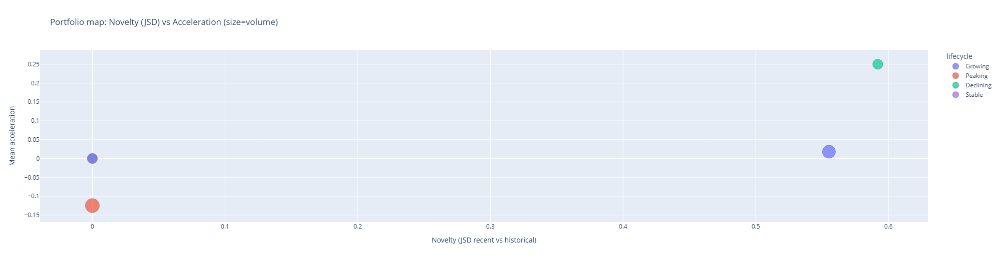 Portfolio map: Novelty (JSD) vs Acceleration (size=volume)
lifecycle
Growing
Peaking
Declining
Stable
Mean acceleration
0.25
0.2
0.15
0.1
0.05
0
−0.05
−0.1
−0.15
0 0.1 0.2 0.3 0.4 0.5 0.6
Novelty (JSD recent vs historical)